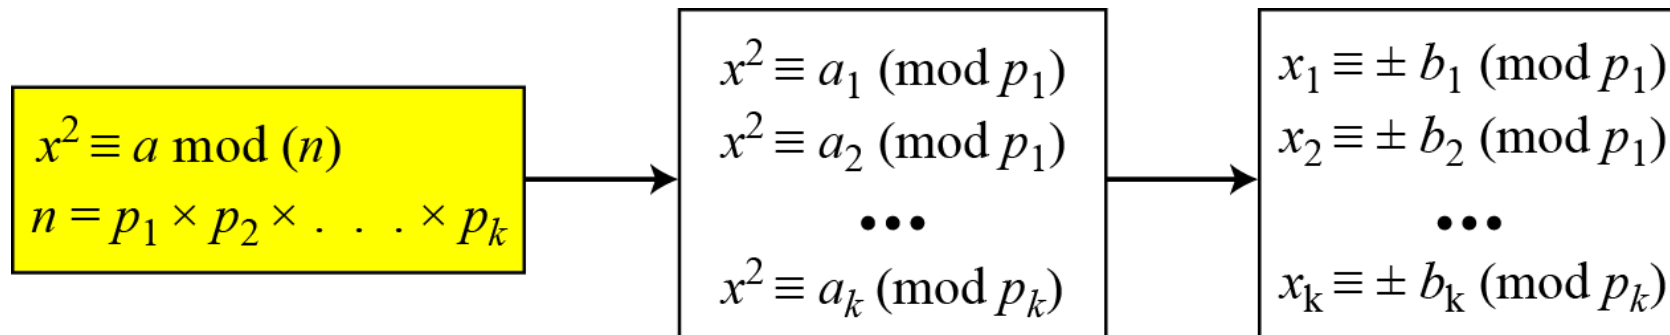 x² ≡ a mod (n)
n = p₁ × p₂ × . . . × pₖ
x² ≡ a₁ (mod p₁)
x² ≡ a₂ (mod p₁)
•••
x² ≡ aₖ (mod pₖ)
x₁ ≡ ± b₁ (mod p₁)
x₂ ≡ ± b₂ (mod p₁)
•••
xₖ ≡ ± bₖ (mod pₖ)